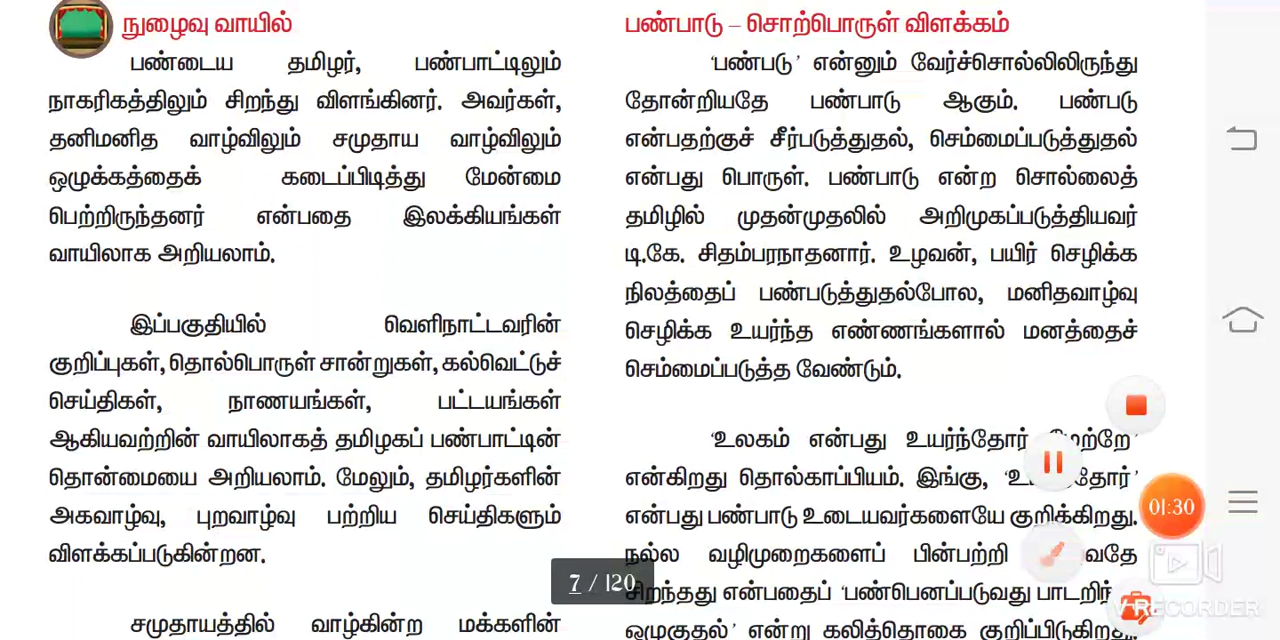 நுழைவு வாயில்
பண்டைய தமிழர், பண்பாட்டிலும்
நாகரிகத்திலும் சிறந்து விளங்கினர். அவர்கள்,
தனிமனித வாழ்விலும் சமுதாய வாழ்விலும்
ஒழுக்கத்தைக் கடைப்பிடித்து மேன்மை
பெற்றிருந்தனர் என்பதை இலக்கியங்கள்
வாயிலாக அறியலாம்.
இப்பகுதியில் வெளிநாட்டவரின்
குறிப்புகள், தொல்பொருள் சான்றுகள், கல்வெட்டுச்
செய்திகள், நாணயங்கள், பட்டயங்கள்
ஆகியவற்றின் வாயிலாகத் தமிழகப் பண்பாட்டின்
தொன்மையை அறியலாம். மேலும், தமிழர்களின்
அகவாழ்வு, புறவாழ்வு பற்றிய செய்திகளும்
விளக்கப்படுகின்றன.
சமுதாயத்தில் வாழ்கின்ற மக்களின்
பண்பாடு – சொற்பொருள் விளக்கம்
'பண்படு' என்னும் வேர்ச்சொல்லிலிருந்து
தோன்றியதே பண்பாடு ஆகும். பண்படு
என்பதற்குச் சீர்படுத்துதல், செம்மைப்படுத்துதல்
என்பது பொருள். பண்பாடு என்ற சொல்லைத்
தமிழில் முதன்முதலில் அறிமுகப்படுத்தியவர்
டி.கே. சிதம்பரநாதனார். உழவன், பயிர் செழிக்க
நிலத்தைப் பண்படுத்துதல்போல, மனிதவாழ்வு
செழிக்க உயர்ந்த எண்ணங்களால் மனத்தைச்
செம்மைப்படுத்த வேண்டும்.
'உலகம் என்பது உயர்ந்தோர்
என்கிறது தொல்காப்பியம். இங்கு,
என்பது பண்பாடு உடையவர்களையே குறிக்கிறது.
நல்ல வழிமுறைகளைப் பின்பற்றி
சிறந்தது என்பதைப் 'பண்பெனப்படுவது
ஒழுகுதல்' என்று கலித்தொகை குறிப்பிடுகிறது.
7 / 120
01:30
V RECORDER